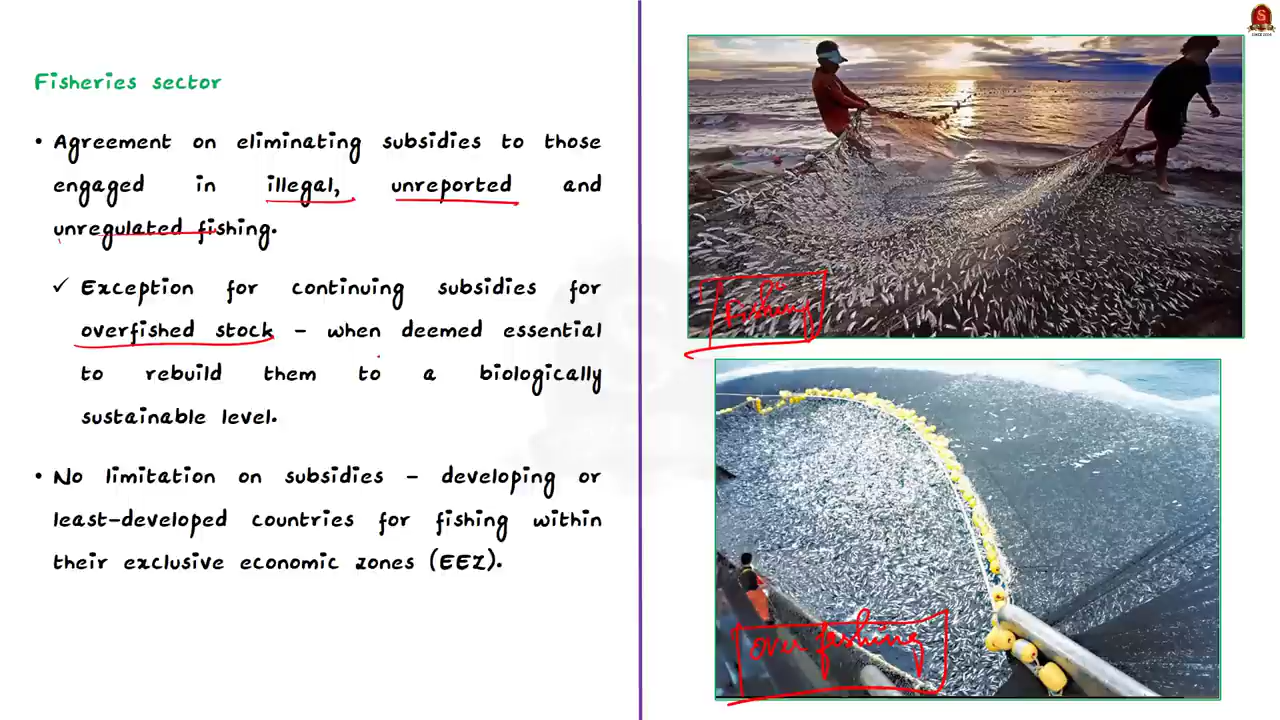 Fisheries sector
• Agreement on eliminating subsidies to those
engaged in illegal, unreported and
unregulated fishing.
✓ Exception for continuing subsidies for
overfished stock – when deemed essential
to rebuild them to a biologically
sustainable level.
• No limitation on subsidies – developing or
least-developed countries for fishing within
their exclusive economic zones (EEZ).
S
Fishing
over fishing